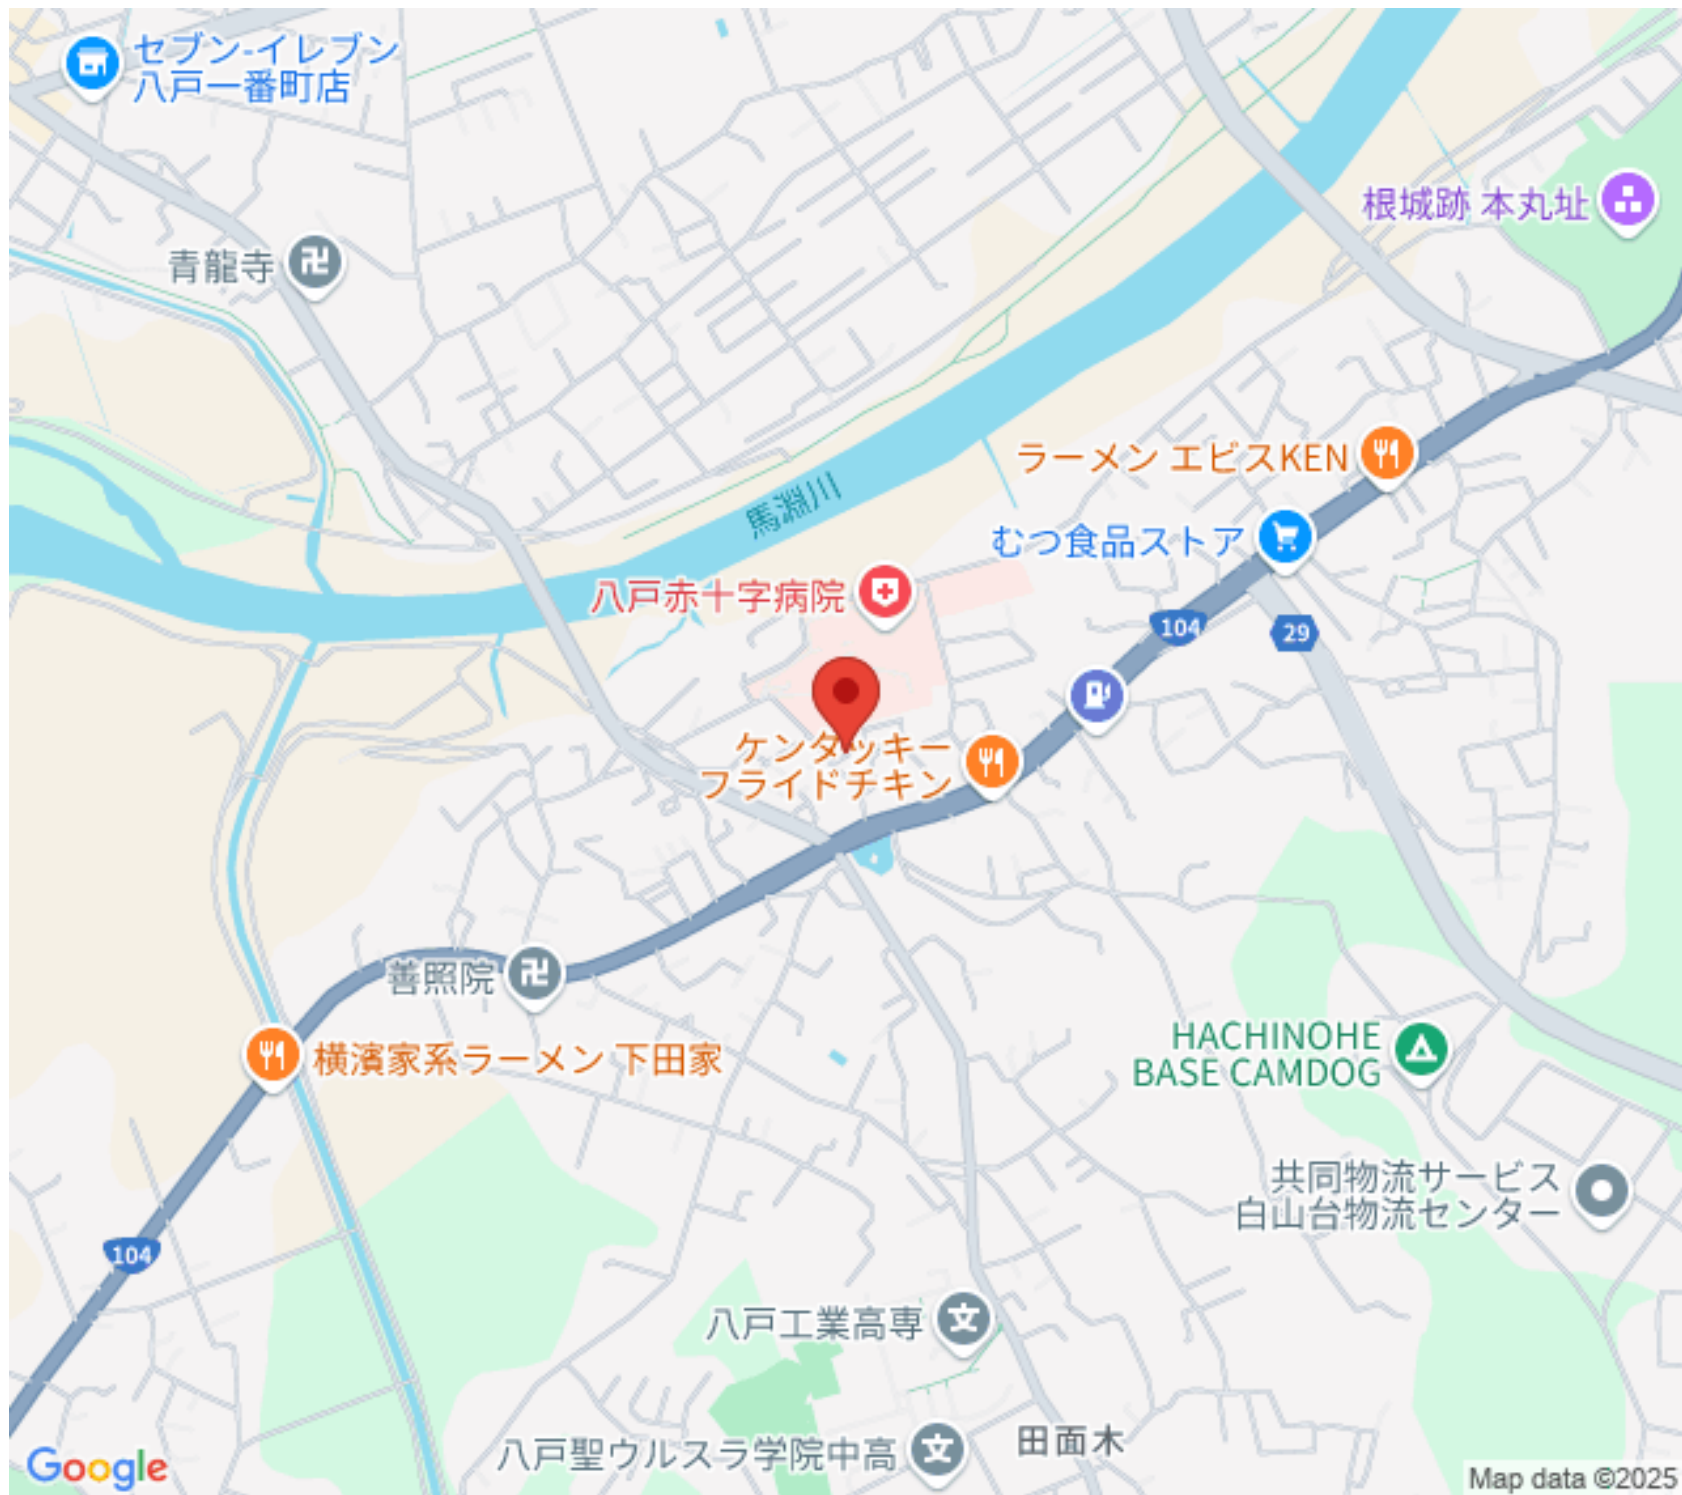 セブン-イレブン
八戸一番町店
根城跡 本丸址
青龍寺
ラーメン エビスKEN
馬淵川
むつ食品ストア
八戸赤十字病院
104
29
ケンタッキー
フライドチキン
善照院
横濱家系ラーメン 下田家
HACHINOHE
BASE CAMDOG
共同物流サービス
白山台物流センター
104
八戸工業高専
田面木
八戸聖ウルスラ学院中高
Google
Map data ©2025